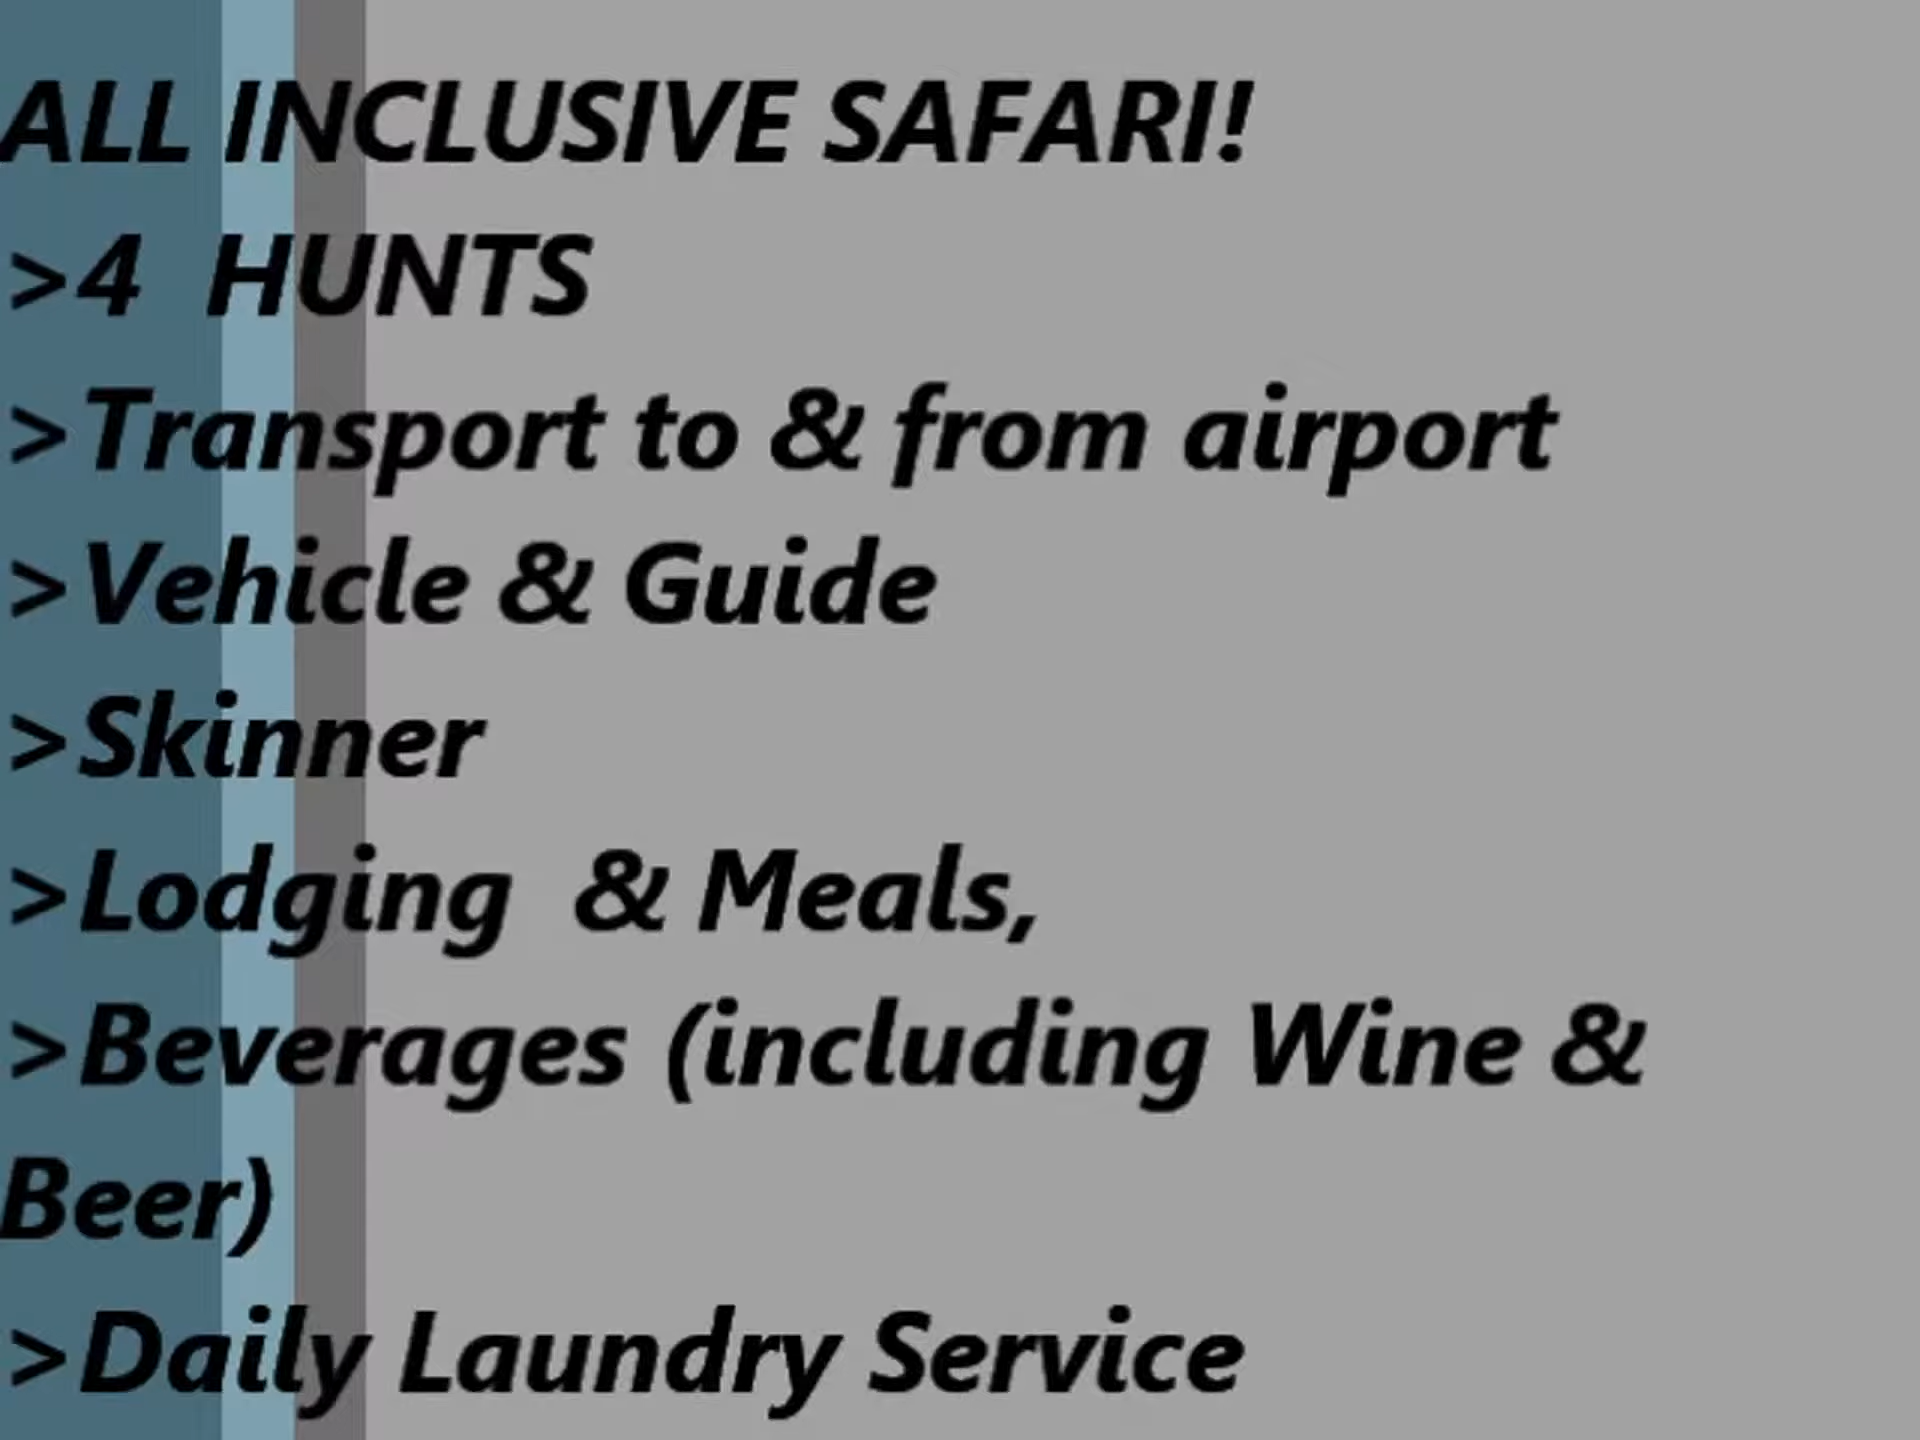 ALL INCLUSIVE SAFARI!
>4  HUNTS
>Transport to & from airport
>Vehicle & Guide
>Skinner
>Lodging  & Meals,
>Beverages (including Wine &
Beer)
>Daily Laundry Service